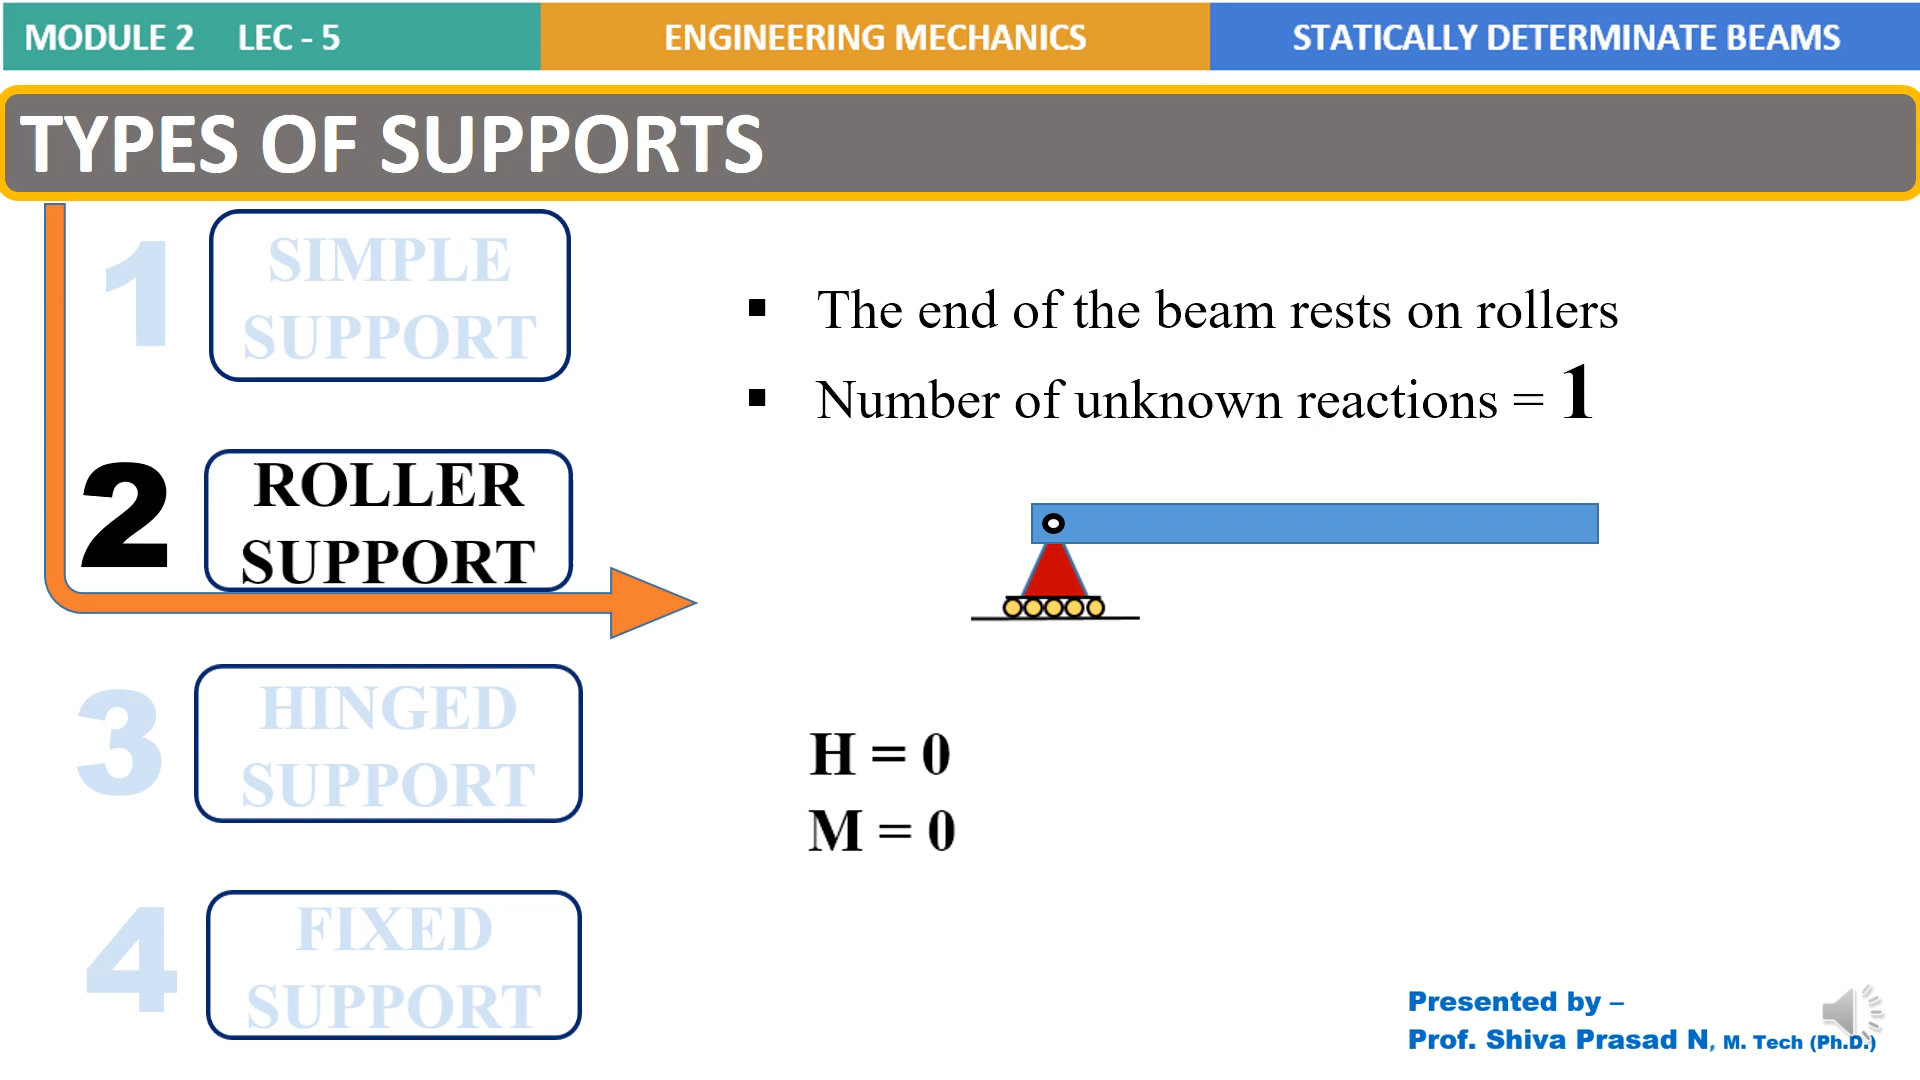 MODULE 2 LEC - 5
ENGINEERING MECHANICS
STATICALLY DETERMINATE BEAMS
TYPES OF SUPPORTS
1
SIMPLE
SUPPORT
2
ROLLER
SUPPORT
3
HINGED
SUPPORT
4
FIXED
SUPPORT
▪ The end of the beam rests on rollers
▪ Number of unknown reactions = 1
H = 0
M = 0
Presented by –
Prof. Shiva Prasad N, M. Tech (Ph.D.)